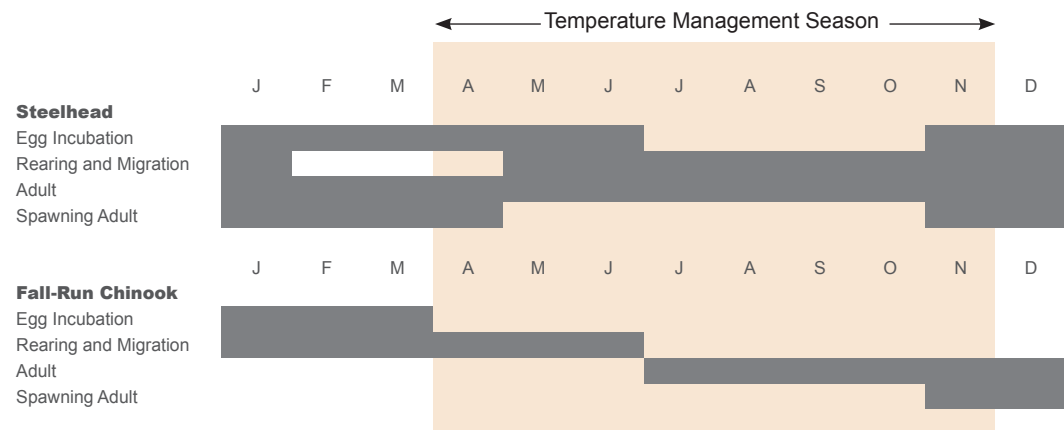 Temperature Management Season
J F M A M J J A S O N D
Steelhead
Egg Incubation
Rearing and Migration
Adult
Spawning Adult
J F M A M J J A S O N D
Fall-Run Chinook
Egg Incubation
Rearing and Migration
Adult
Spawning Adult